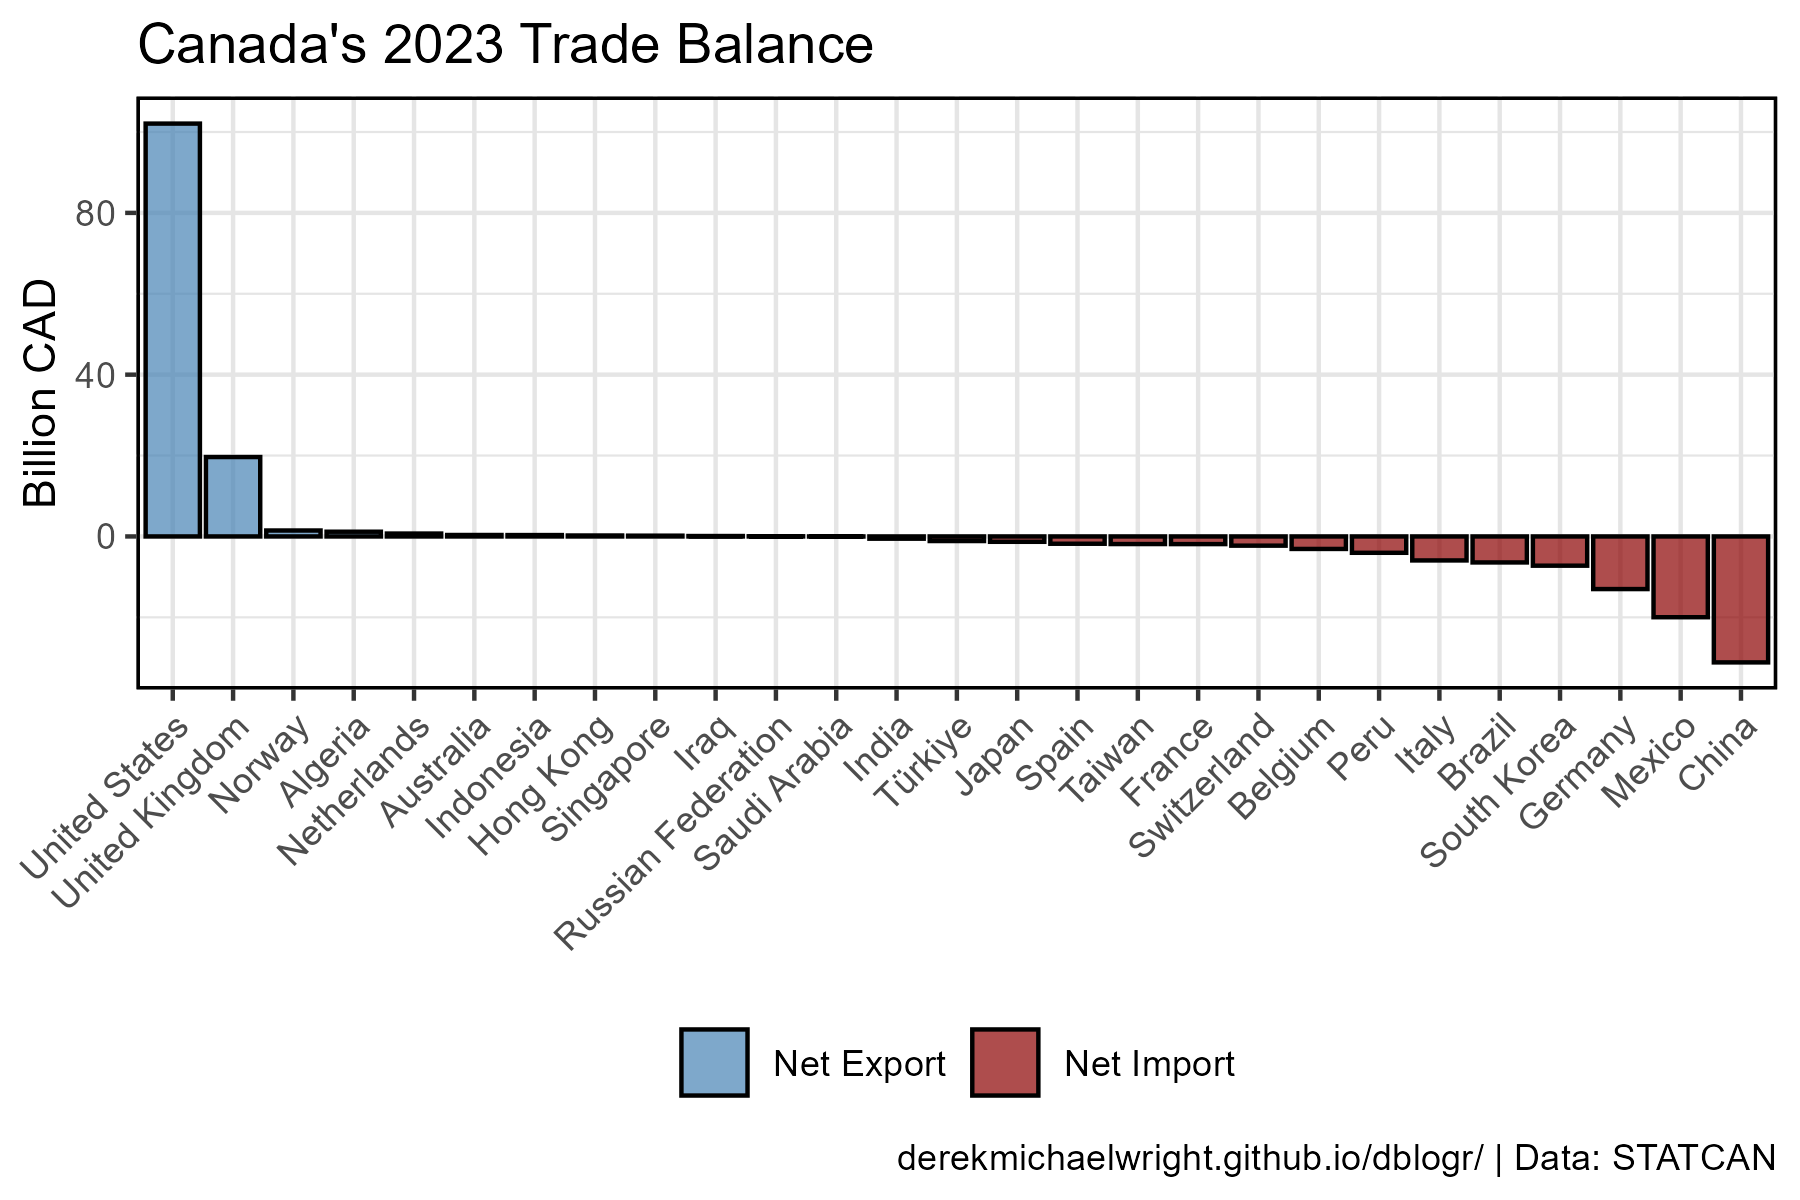 Canada's 2023 Trade Balance
Billion CAD
80
40
0
United States
United Kingdom
Norway
Algeria
Netherlands
Australia
Indonesia
Hong Kong
Singapore
Iraq
Russian Federation
Saudi Arabia
India
Türkiye
Japan
Spain
Taiwan
France
Switzerland
Belgium
Peru
Italy
Brazil
South Korea
Germany
Mexico
China
Net Export
Net Import
derekmichaelwright.github.io/dblogr/ | Data: STATCAN